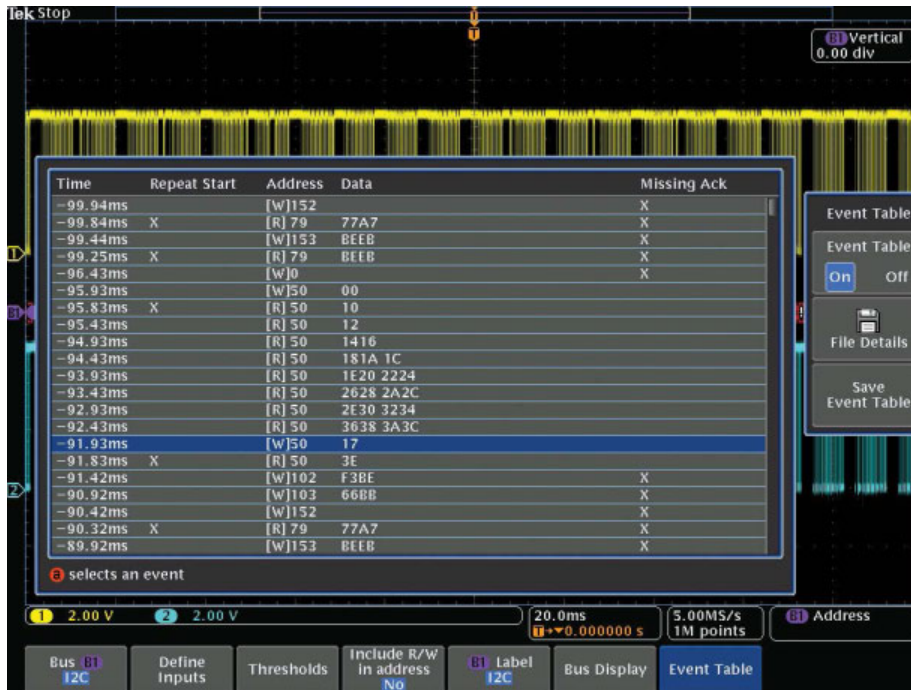 Tek Stop
T
T
B1 Vertical
0.00 div
Time Repeat Start Address Data Missing Ack
-99.94ms [W]152 X
-99.84ms X [R] 79 77A7 X
-99.44ms [W]153 BEEB X
-99.25ms X [R] 79 BEEB X
-96.43ms [W]0 X
-95.93ms [W]50 00
-95.83ms X [R] 50 10
-95.43ms [R] 50 12
-94.93ms [R] 50 1416
-94.43ms [R] 50 181A 1C
-93.93ms [R] 50 1E20 2224
-93.43ms [R] 50 2628 2A2C
-92.93ms [R] 50 2E30 3234
-92.43ms [R] 50 3638 3A3C
-91.93ms [W]50 17
-91.83ms X [R] 50 3E
-91.42ms [W]102 F3BE X
-90.92ms [W]103 66BB X
-90.42ms [W]152 X
-90.32ms X [R] 79 77A7 X
-89.92ms [W]153 BEEB X
a selects an event
Event Table
Event Table
On Off
File Details
Save
Event Table
1
B1
2
1 2.00 V 2 2.00 V
20.0ms
T→▼0.000000 s
5.00MS/s
1M points
B1 Address
Bus B1
I2C
Define
Inputs
Thresholds
Include R/W
in address
No
B1 Label
I2C
Bus Display
Event Table